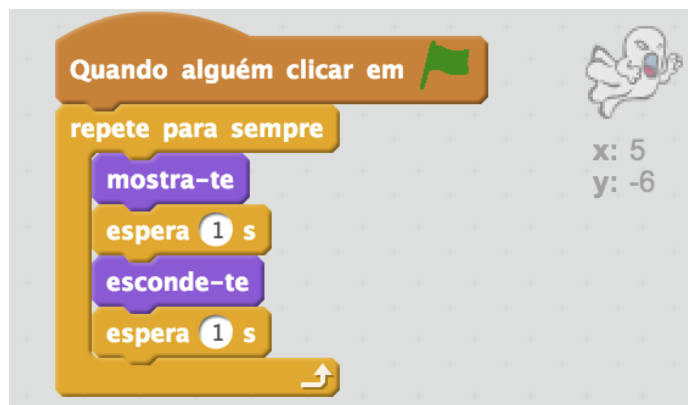 Quando alguém clicar em
repete para sempre
mostra-te
espera 1 s
esconde-te
espera 1 s
x: 5
y: -6